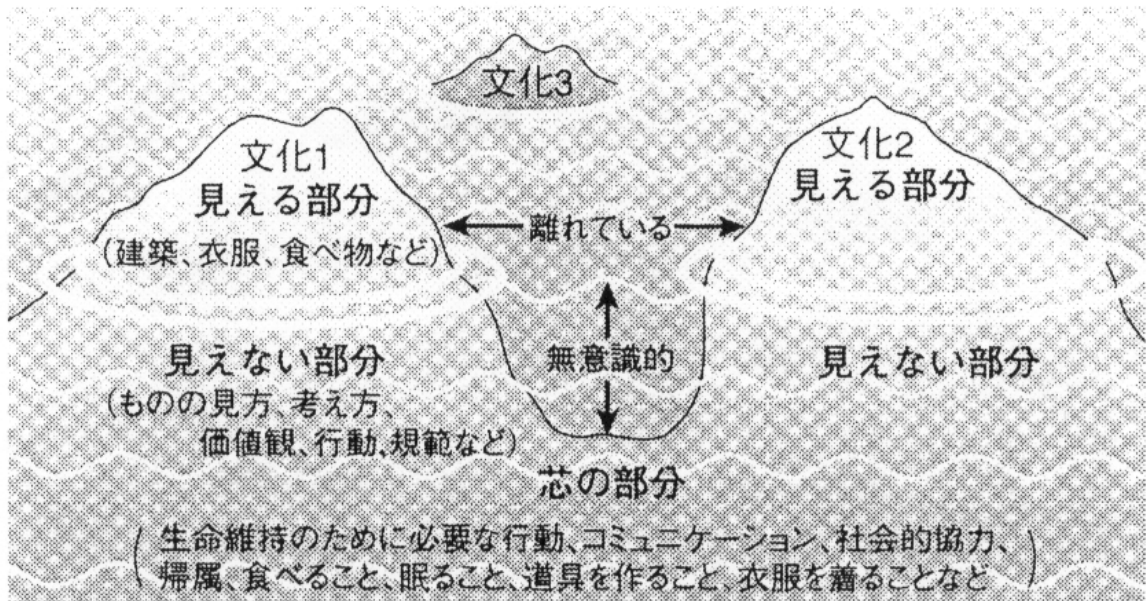 文化3
文化1
見える部分
(建築、衣服、食べ物など)
離れている
文化2
見える部分
無意識的
見えない部分
(ものの見方、考え方、
価値観、行動、規範など)
見えない部分
芯の部分
(生命維持のために必要な行動、コミュニケーション、社会的協力、
帰属、食べること、眠ること、道具を作ること、衣服を着ることなど)